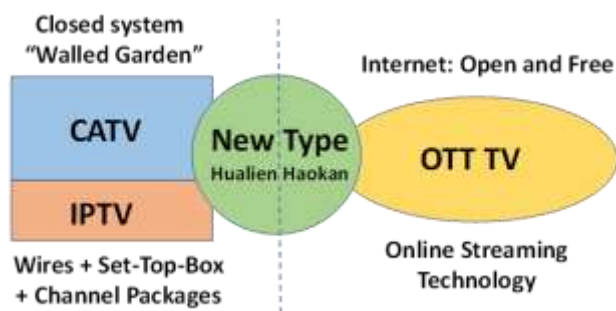 Closed system
“Walled Garden”
CATV
IPTV
Wires + Set-Top-Box
+ Channel Packages
New Type
Hualien Haokan
Internet: Open and Free
OTT TV
Online Streaming
Technology